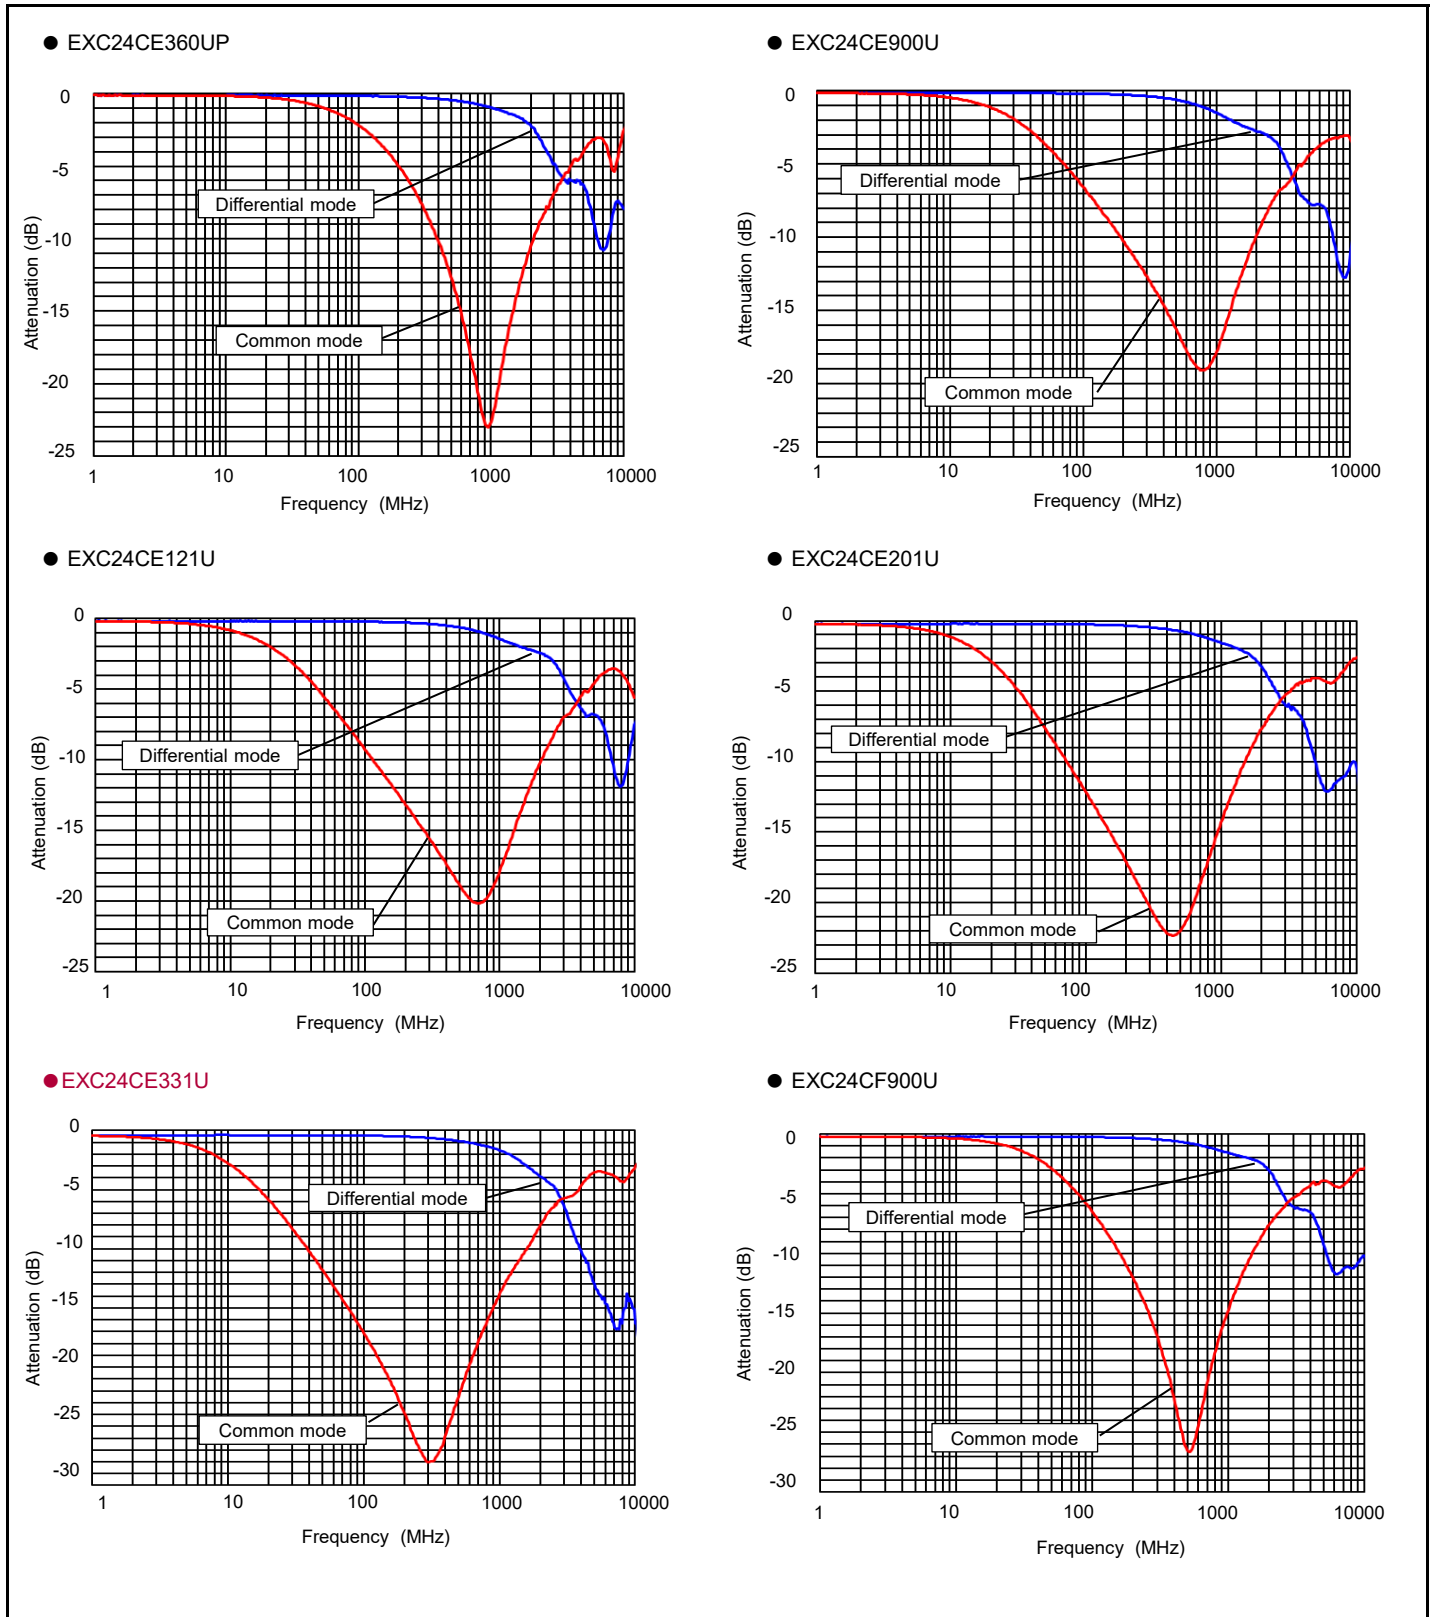 ● EXC24CE360UP
0
-5
-10
-15
-20
-25
Attenuation (dB)
Differential mode
Common mode
1 10 100 1000 10000
Frequency (MHz)
● EXC24CE900U
0
-5
-10
-15
-20
-25
Attenuation (dB)
Differential mode
Common mode
1 10 100 1000 10000
Frequency (MHz)
● EXC24CE121U
0
-5
-10
-15
-20
-25
Attenuation (dB)
Differential mode
Common mode
1 10 100 1000 10000
Frequency (MHz)
● EXC24CE201U
0
-5
-10
-15
-20
-25
Attenuation (dB)
Differential mode
Common mode
1 10 100 1000 10000
Frequency (MHz)
● EXC24CE331U
0
-5
-10
-15
-20
-25
-30
Attenuation (dB)
Differential mode
Common mode
1 10 100 1000 10000
Frequency (MHz)
● EXC24CF900U
0
-5
-10
-15
-20
-25
-30
Attenuation (dB)
Differential mode
Common mode
1 10 100 1000 10000
Frequency (MHz)